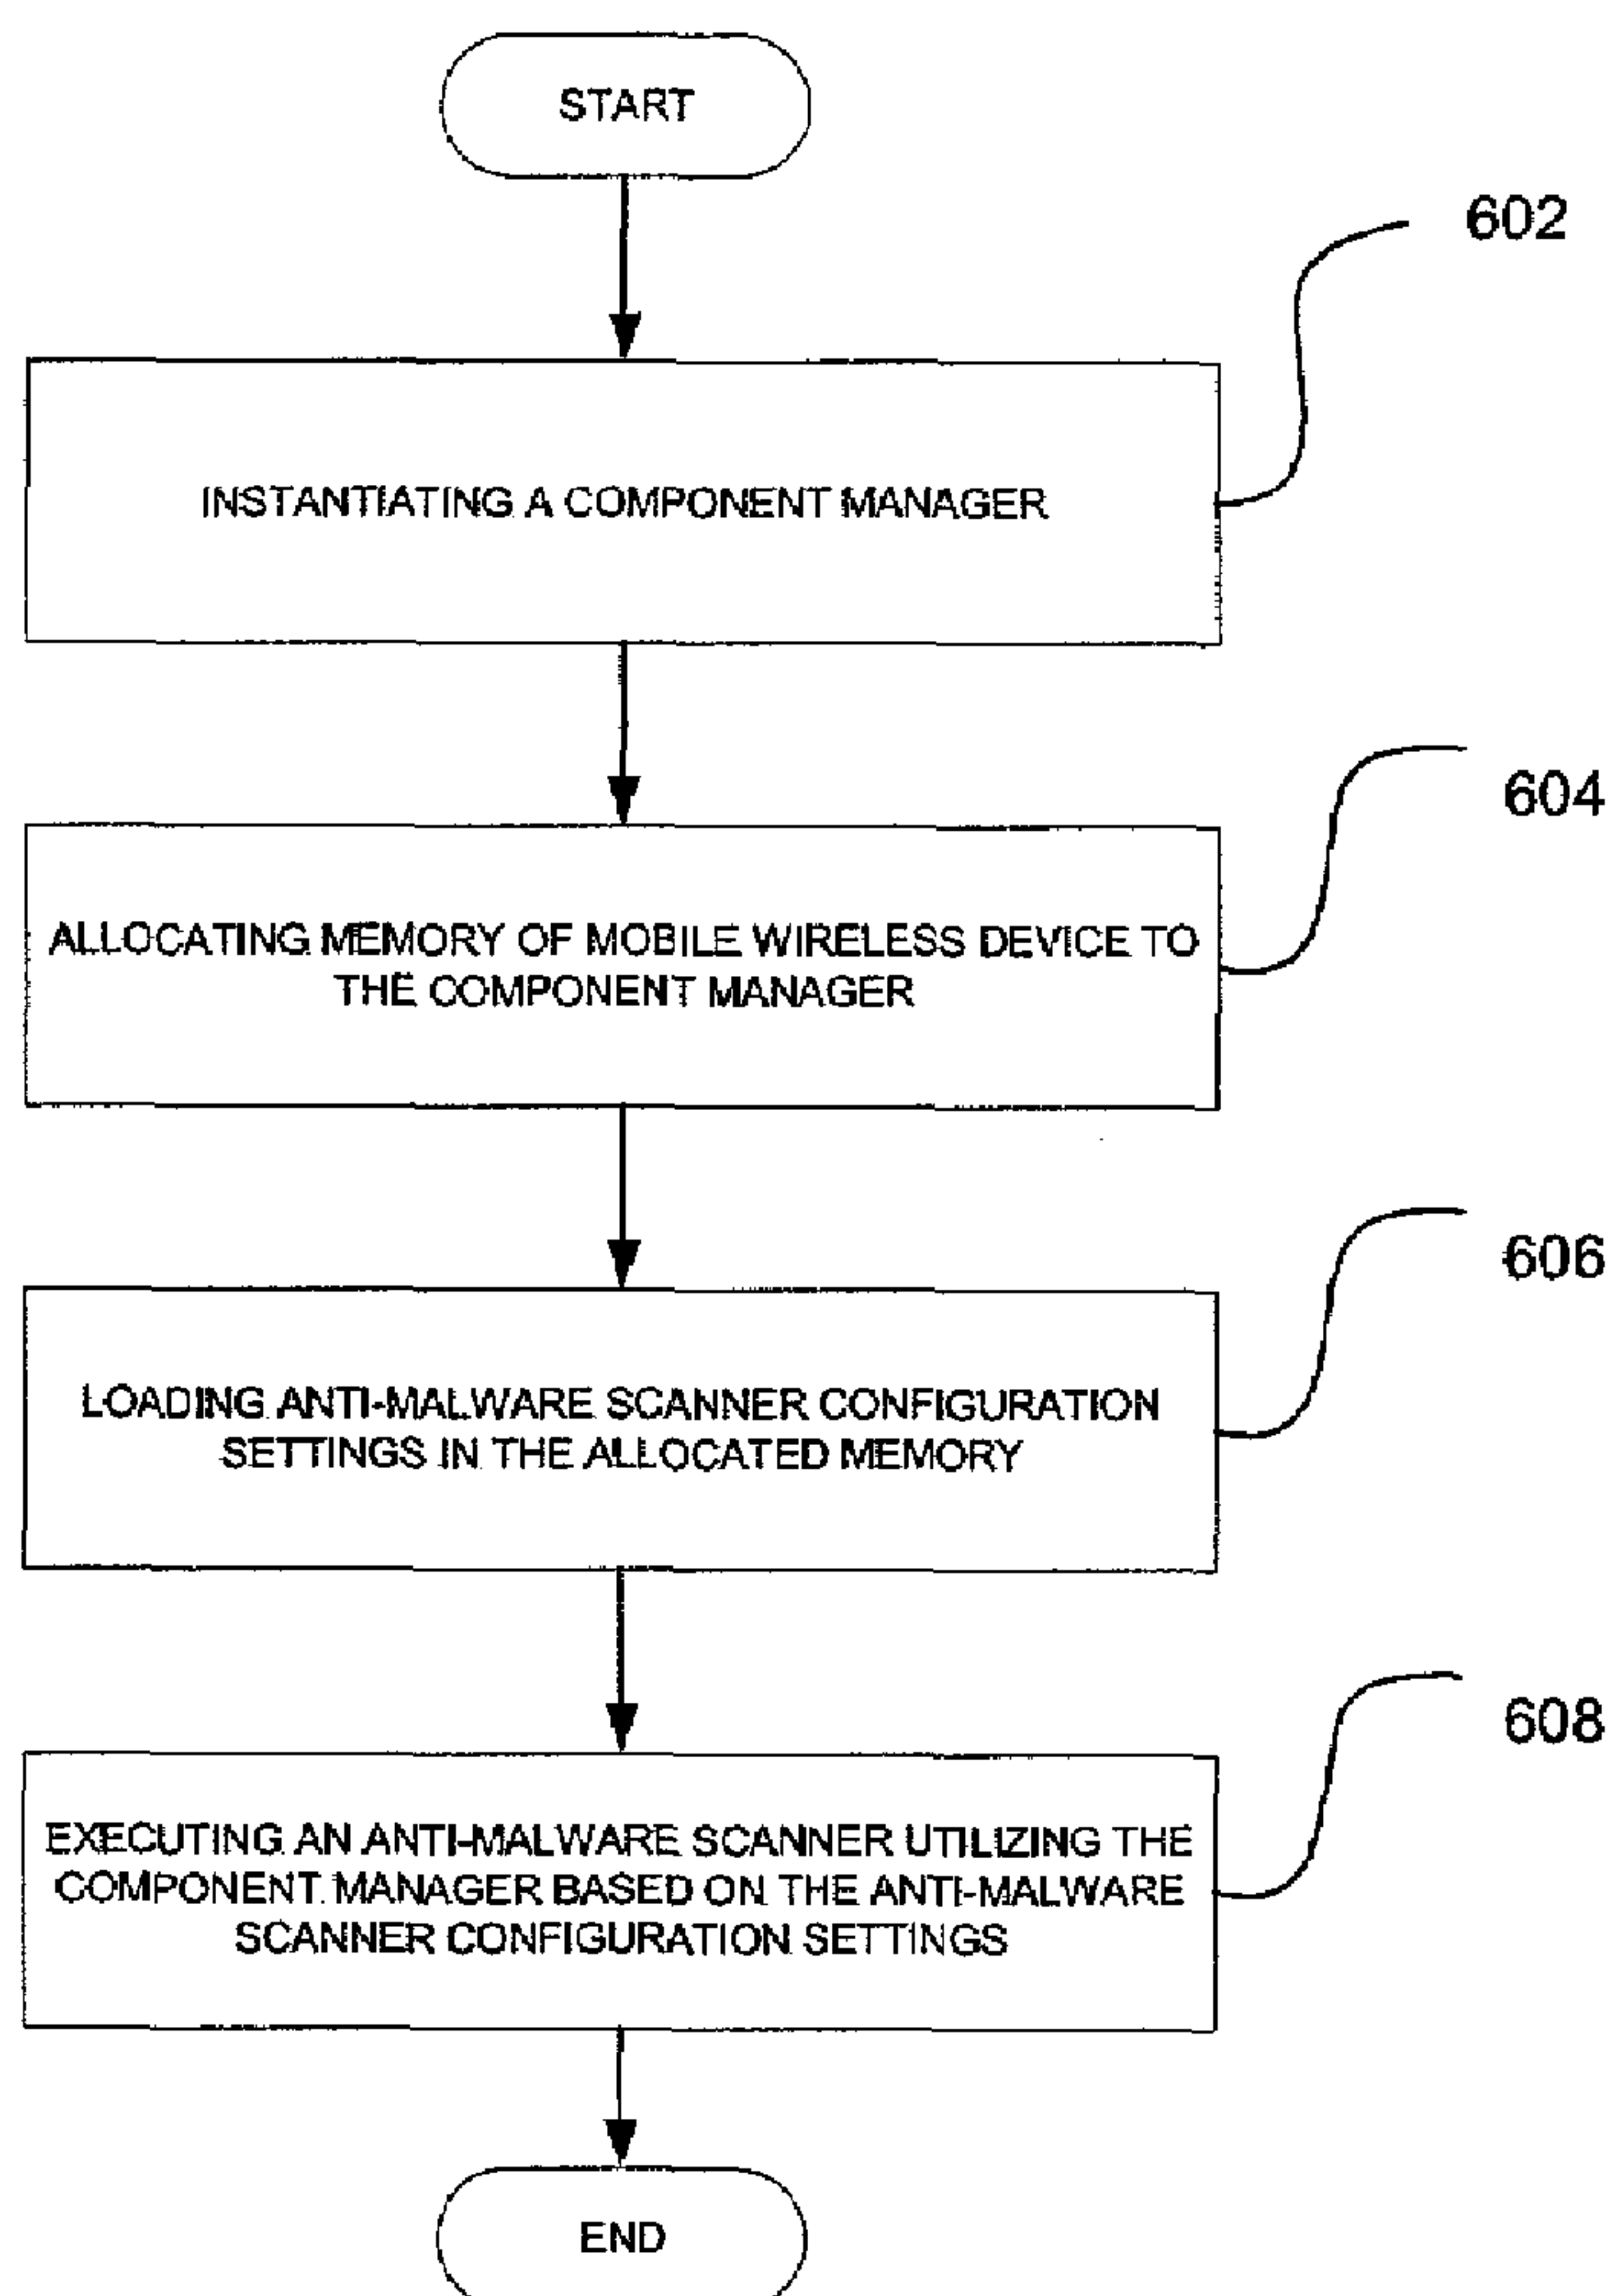 START
602
INSTANTIATING A COMPONENT MANAGER
604
ALLOCATING MEMORY OF MOBILE WIRELESS DEVICE TO
THE COMPONENT MANAGER
606
LOADING ANTI-MALWARE SCANNER CONFIGURATION
SETTINGS IN THE ALLOCATED MEMORY
608
EXECUTING AN ANTI-MALWARE SCANNER UTILIZING THE
COMPONENT MANAGER BASED ON THE ANTI-MALWARE
SCANNER CONFIGURATION SETTINGS
END